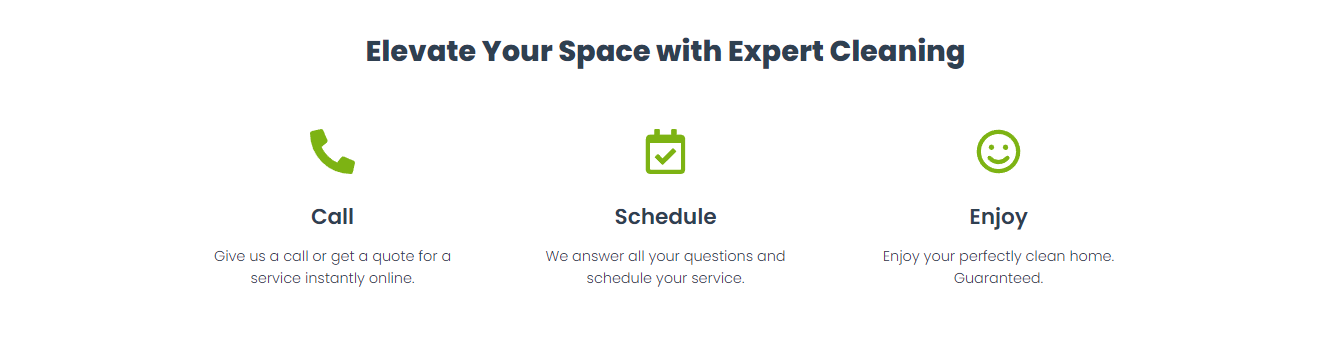 Elevate Your Space with Expert Cleaning
Call
Give us a call or get a quote for a
service instantly online.
Schedule
We answer all your questions and
schedule your service.
Enjoy
Enjoy your perfectly clean home.
Guaranteed.